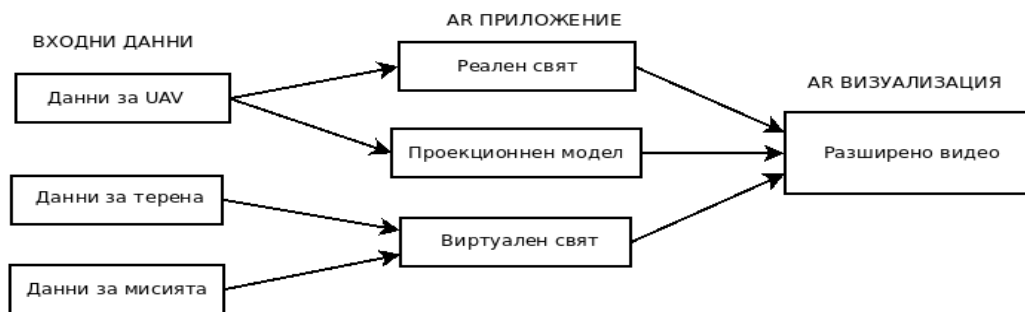 ВХОДНИ ДАННИ
Данни за UAV
Данни за терена
Данни за мисията
AR ПРИЛОЖЕНИЕ
Реален свят
Проекционнен модел
Виртуален свят
AR ВИЗУАЛИЗАЦИЯ
Разширено видео